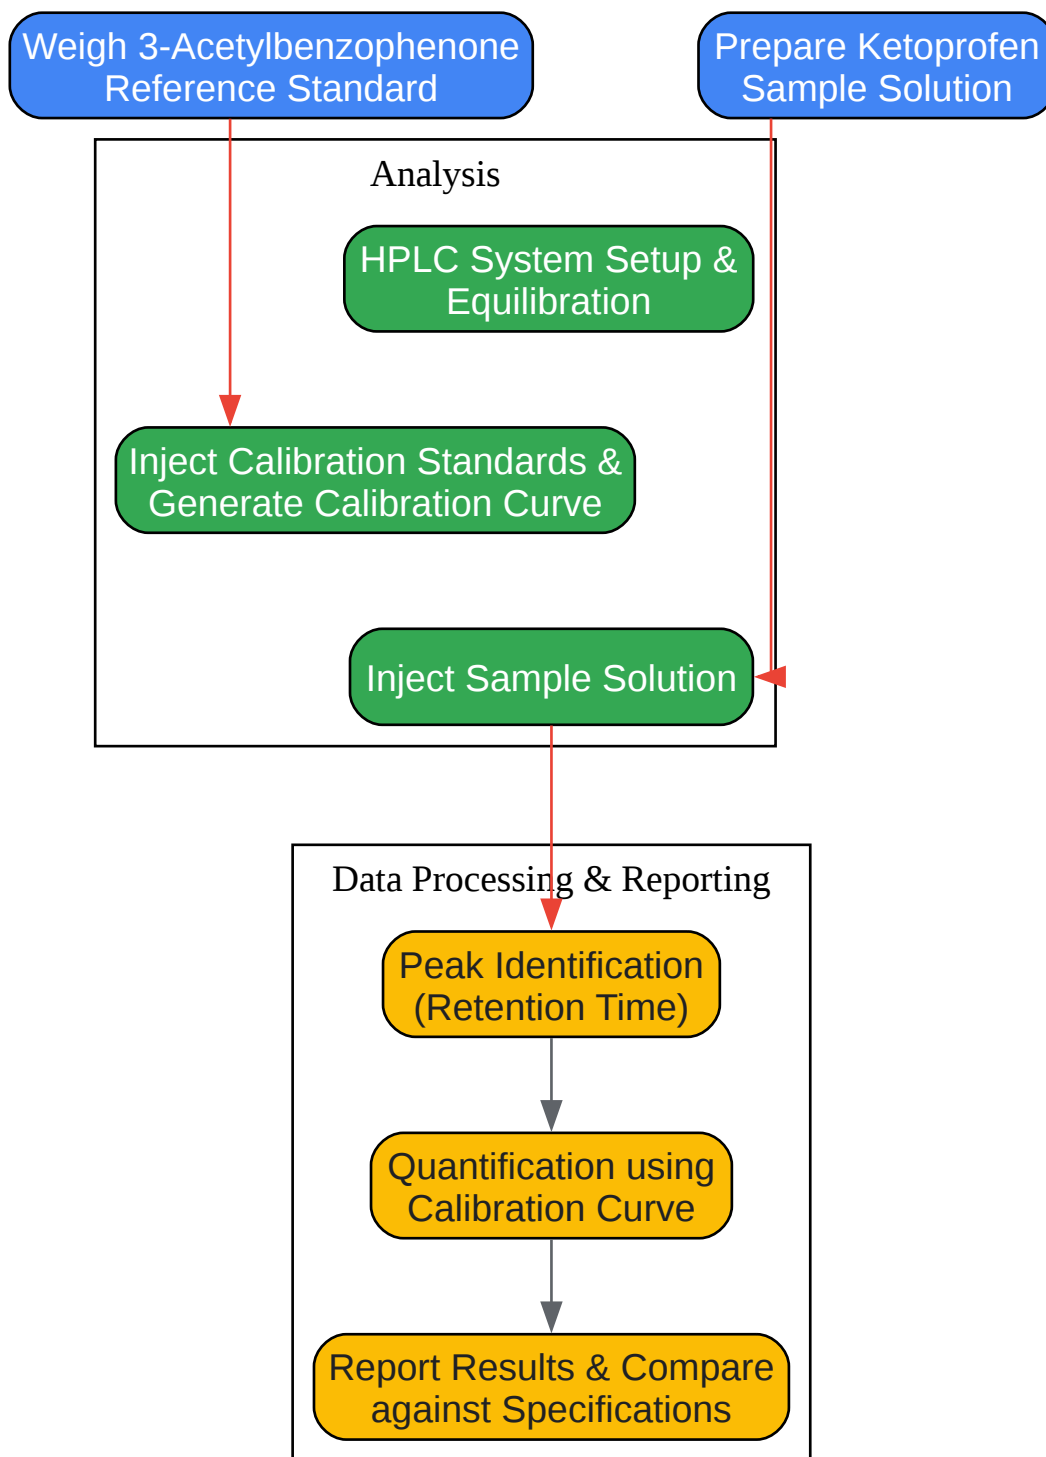 Weigh 3-Acetylbenzophenone
Reference Standard
Prepare Ketoprofen
Sample Solution
Analysis
HPLC System Setup &
Equilibration
Inject Calibration Standards &
Generate Calibration Curve
Inject Sample Solution
Data Processing & Reporting
Peak Identification
(Retention Time)
Quantification using
Calibration Curve
Report Results & Compare
against Specifications